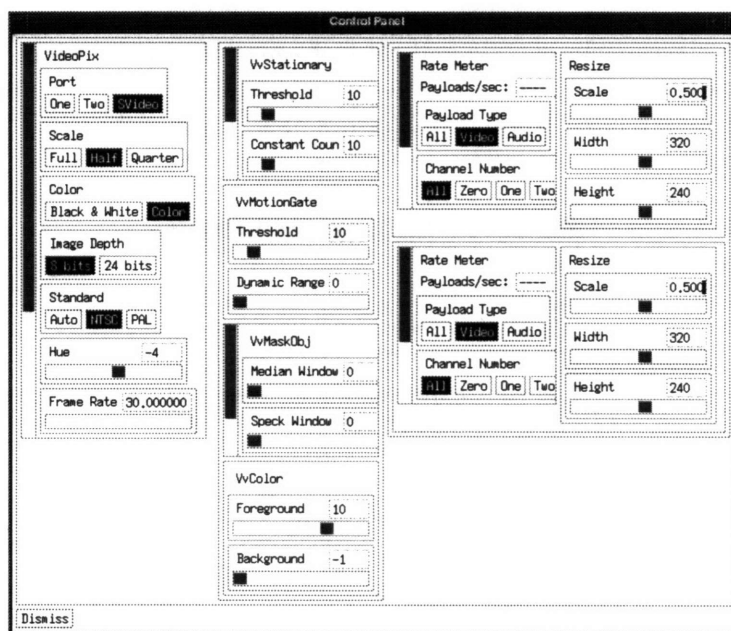 Control Panel
VideoPix
Port
One Two SVideo
Scale
Full Half Quarter
Color
Black & White Color
Image Depth
8 bits 24 bits
Standard
Auto NTSC PAL
Hue -4
Frame Rate 30.000000
VvStationary
Threshold 10
Constant Coun 10
VvMotionGate
Threshold 10
Dynamic Range 0
VvMaskObj
Median Window 0
Speck Window 0
VvColor
Foreground 10
Background -1
Rate Meter
Payloads/sec: ----
Payload Type
All Video Audio
Channel Number
All Zero One Two
Resize
Scale 0.500
Width 320
Height 240
Rate Meter
Payloads/sec: ----
Payload Type
All Video Audio
Channel Number
All Zero One Two
Resize
Scale 0.500
Width 320
Height 240
Dismiss